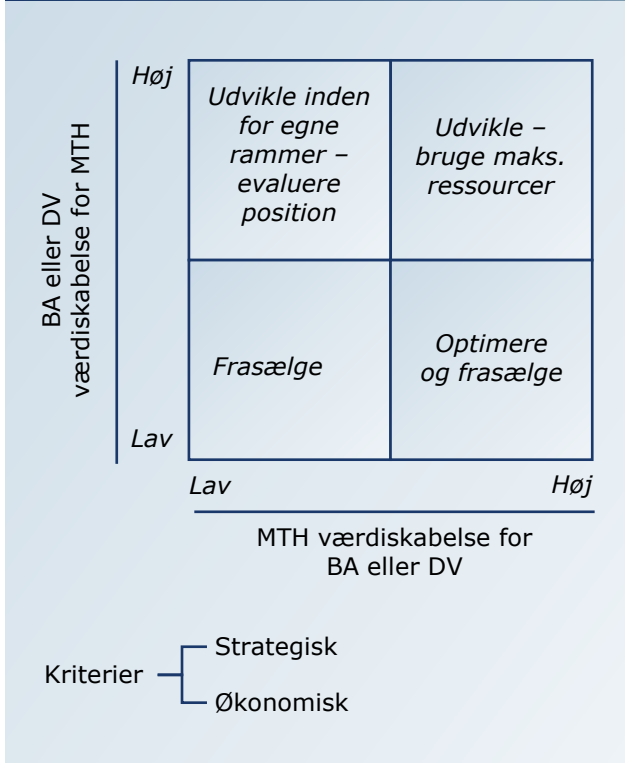 Høj
Udvikle inden
for egne
rammer –
evaluere
position
Udvikle –
bruge maks.
ressourcer
BA eller DV
værdiskabelse for MTH
Frasælge
Optimere
og frasælge
Lav
Lav
Høj
MTH værdiskabelse for
BA eller DV
Kriterier
Strategisk
Økonomisk